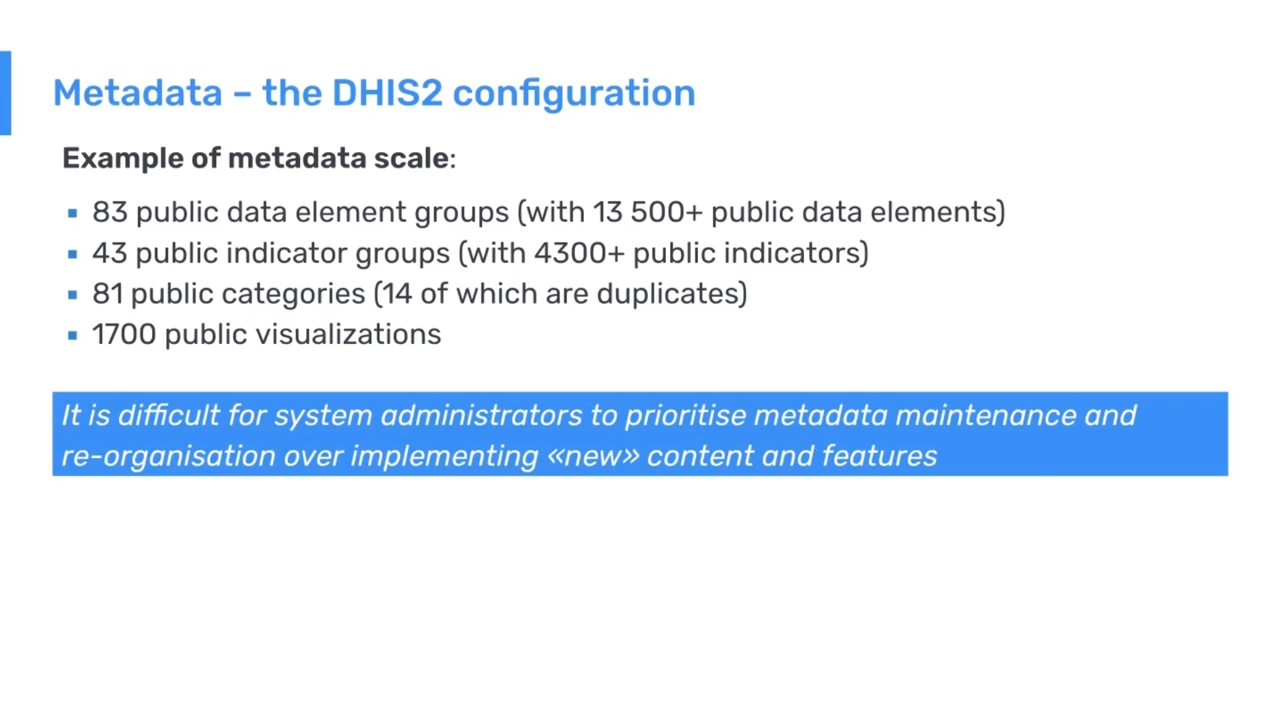 Metadata – the DHIS2 configuration
Example of metadata scale:
▪ 83 public data element groups (with 13 500+ public data elements)
▪ 43 public indicator groups (with 4300+ public indicators)
▪ 81 public categories (14 of which are duplicates)
▪ 1700 public visualizations
It is difficult for system administrators to prioritise metadata maintenance and
re-organisation over implementing «new» content and features